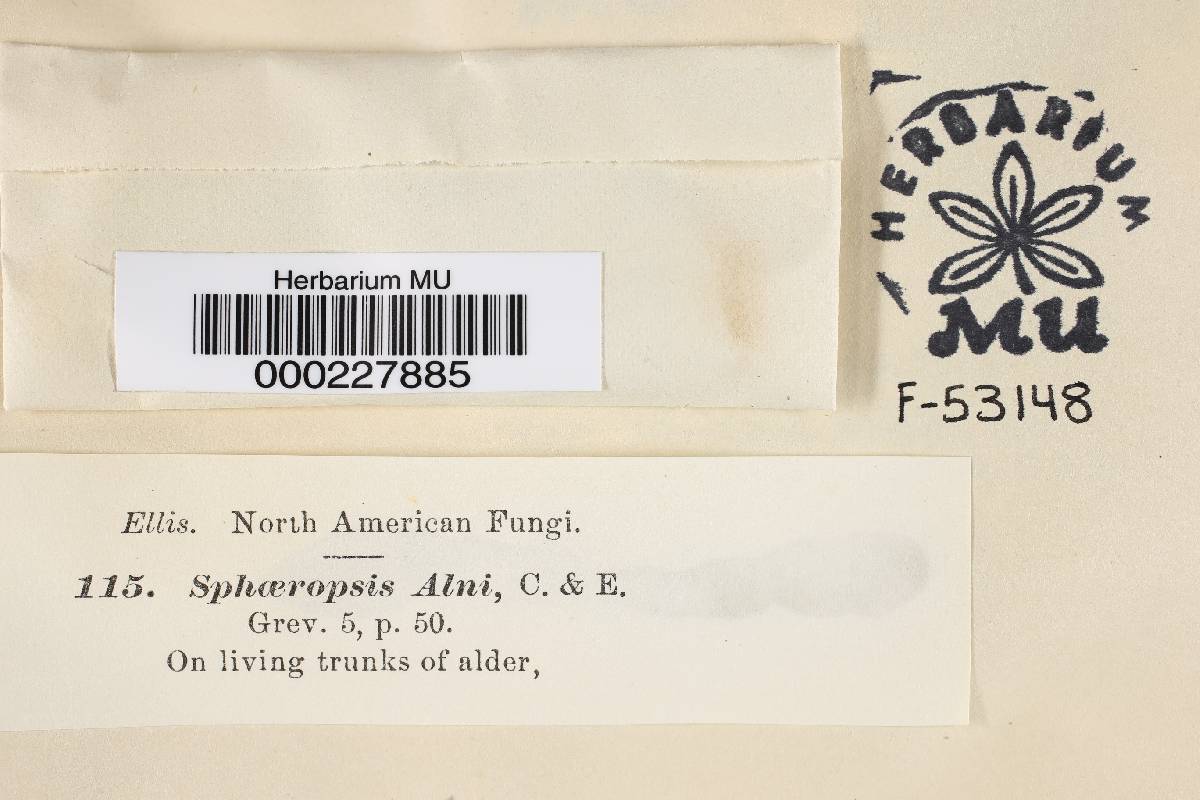 Herbarium MU
000227885
HERBARIUM
MU
F-53148
Ellis. North American Fungi.
115. Sphæropsis Alni, C. & E.
Grev. 5, p. 50.
On living trunks of alder,